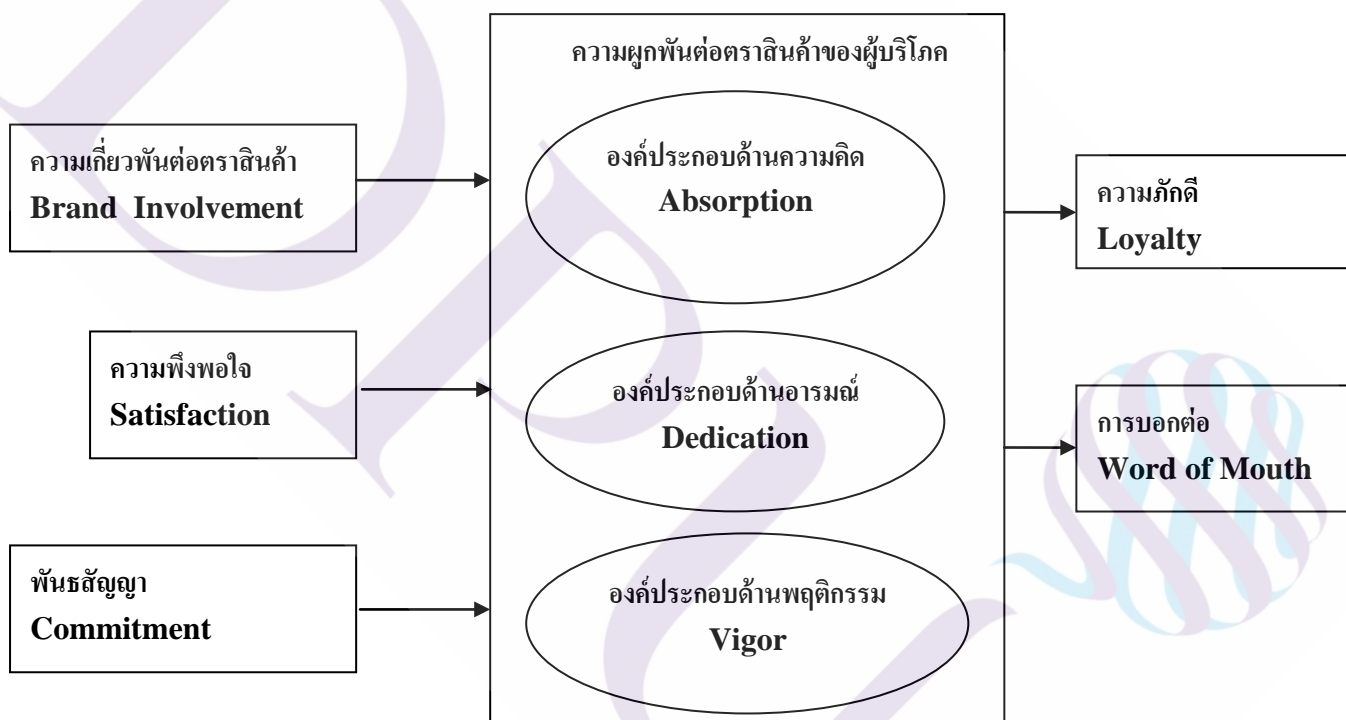 ความผูกพันต่อตราสินค้าของผู้บริโภค
ความเกี่ยวพันต่อตราสินค้า
Brand Involvement
ความพึงพอใจ
Satisfaction
พันธสัญญา
Commitment
องค์ประกอบด้านความคิด
Absorption
องค์ประกอบด้านอารมณ์
Dedication
องค์ประกอบด้านพฤติกรรม
Vigor
ความภักดี
Loyalty
การบอกต่อ
Word of Mouth